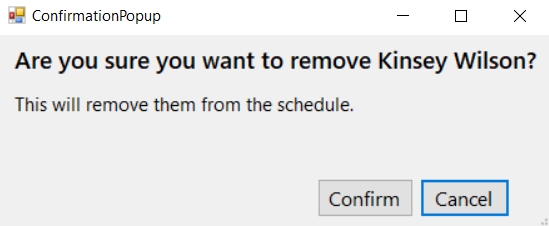 ConfirmationPopup
Are you sure you want to remove Kinsey Wilson?
This will remove them from the schedule.
Confirm Cancel